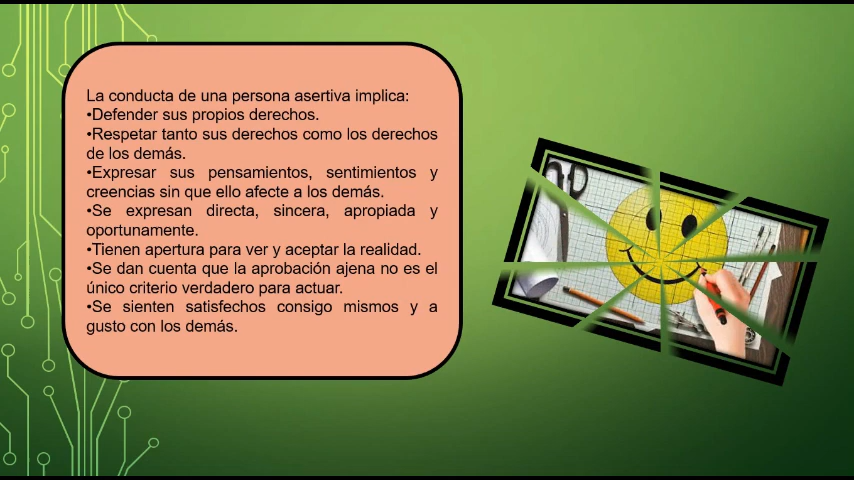 La conducta de una persona asertiva implica:
•Defender sus propios derechos.
•Respetar tanto sus derechos como los derechos
de los demás.
•Expresar sus pensamientos, sentimientos y
creencias sin que ello afecte a los demás.
•Se expresan directa, sincera, apropiada y
oportunamente.
•Tienen apertura para ver y aceptar la realidad.
•Se dan cuenta que la aprobación ajena no es el
único criterio verdadero para actuar.
•Se sienten satisfechos consigo mismos y a
gusto con los demás.